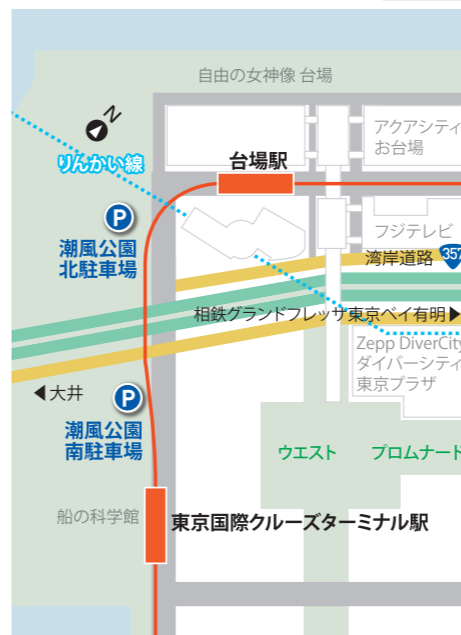 自由の女神像 台場
N
アクアシティ
お台場
りんかい線
台場駅
P
潮風公園
北駐車場
フジテレビ
湾岸道路
357
相鉄グランドフレッサ東京ベイ有明▶
Zepp DiverCity
ダイバーシティ
東京プラザ
◀大井
P
潮風公園
南駐車場
ウエスト
プロムナード
船の科学館
東京国際クルーズターミナル駅